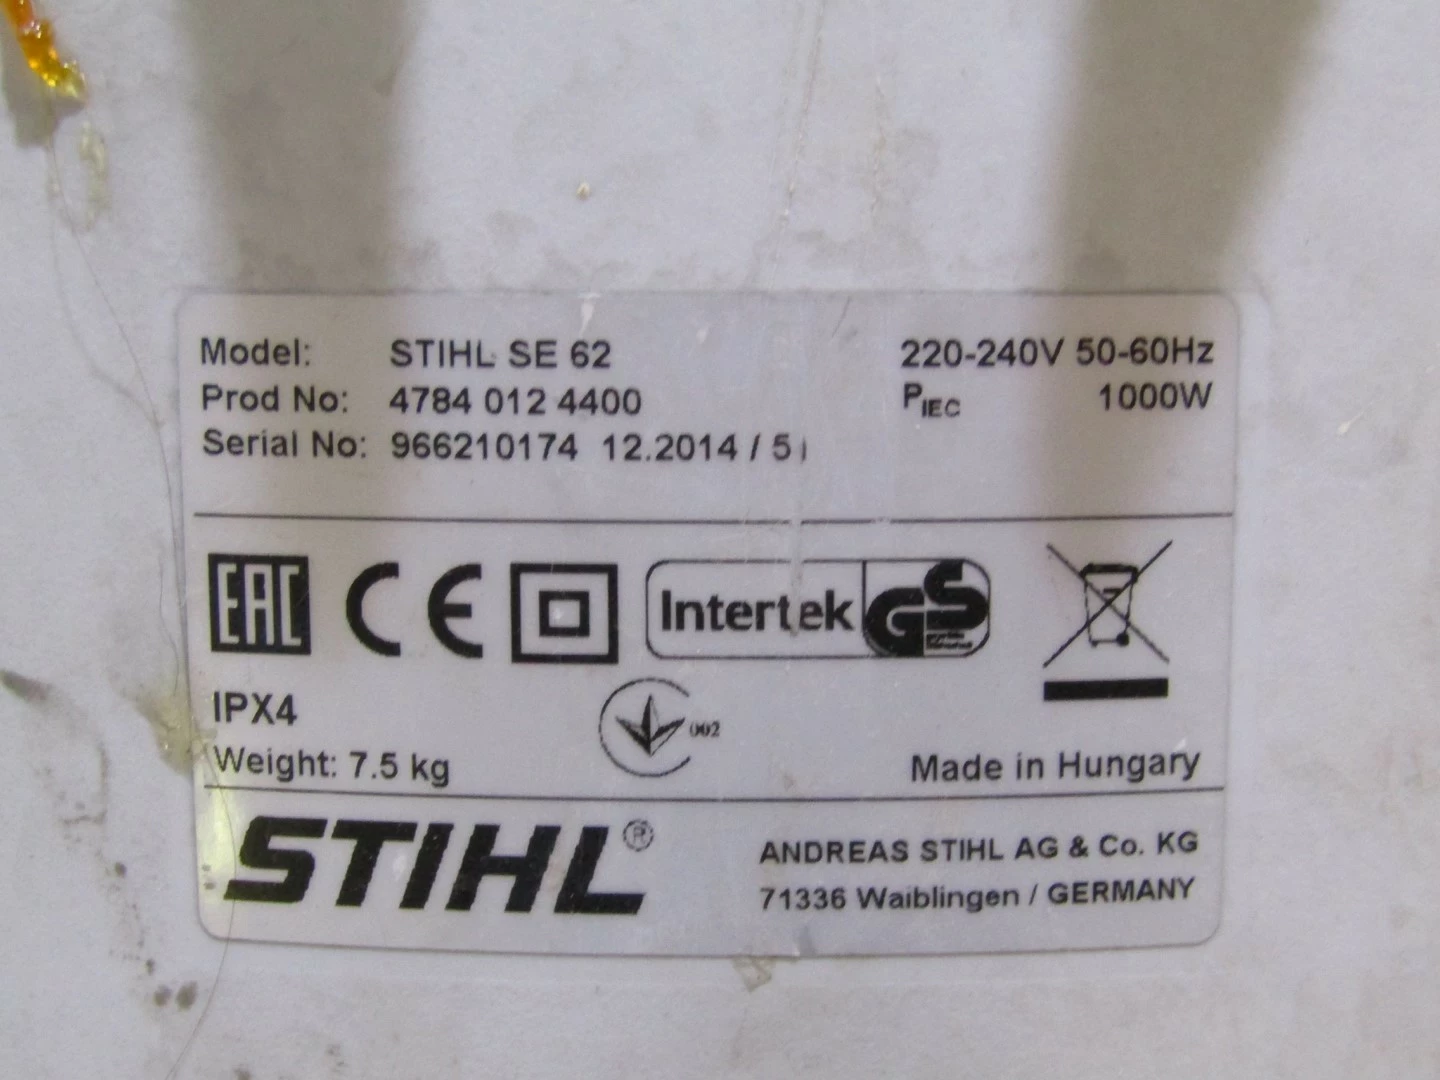 Model: STIHL SE 62 220-240V 50-60Hz
Prod No: 4784 012 4400 PIEC 1000W
Serial No: 966210174 12.2014 / 5
EAC CE Intertek GS
IPX4
002
Weight: 7.5 kg Made in Hungary
STIHL®
ANDREAS STIHL AG & Co. KG
71336 Waiblingen / GERMANY